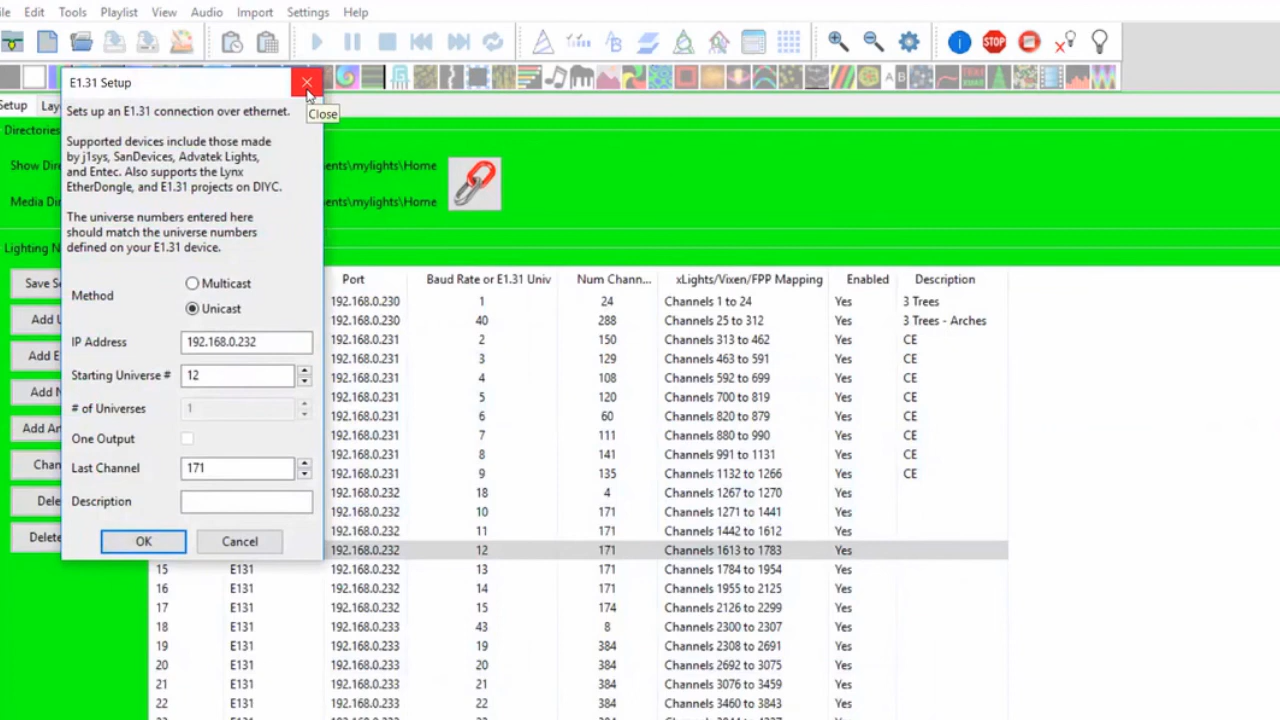 ile Edit Tools Playlist View Audio Import Settings Help
STOP
E1.31 Setup
Close
Sets up an E1.31 connection over ethernet.
Supported devices include those made
by j1sys, SanDevices, Advatek Lights,
and Entec. Also supports the Lynx
EtherDongle, and E1.31 projects on DIYC.
The universe numbers entered here
should match the universe numbers
defined on your E1.31 device.
Method
Multicast
Unicast
IP Address 192.168.0.232
Starting Universe # 12
# of Universes 1
One Output
Last Channel 171
Description
OK Cancel
Setup Lay
Directories
Show Dire ents\mylights\Home
Media Dir ents\mylights\Home
Lighting N
Save Se
Add U
Add E
Add N
Add Ar
Chan
Dele
Delete
Port Baud Rate or E1.31 Univ Num Chann... xLights/Vixen/FPP Mapping Enabled Description
192.168.0.230 1 24 Channels 1 to 24 Yes 3 Trees
192.168.0.230 40 288 Channels 25 to 312 Yes 3 Trees - Arches
192.168.0.231 2 150 Channels 313 to 462 Yes CE
192.168.0.231 3 129 Channels 463 to 591 Yes CE
192.168.0.231 4 108 Channels 592 to 699 Yes CE
192.168.0.231 5 120 Channels 700 to 819 Yes CE
192.168.0.231 6 60 Channels 820 to 879 Yes CE
192.168.0.231 7 111 Channels 880 to 990 Yes CE
192.168.0.231 8 141 Channels 991 to 1131 Yes CE
192.168.0.231 9 135 Channels 1132 to 1266 Yes CE
192.168.0.232 18 4 Channels 1267 to 1270 Yes
192.168.0.232 10 171 Channels 1271 to 1441 Yes
192.168.0.232 11 171 Channels 1442 to 1612 Yes
192.168.0.232 12 171 Channels 1613 to 1783 Yes
15 E131 192.168.0.232 13 171 Channels 1784 to 1954 Yes
16 E131 192.168.0.232 14 171 Channels 1955 to 2125 Yes
17 E131 192.168.0.232 15 174 Channels 2126 to 2299 Yes
18 E131 192.168.0.232 43 8 Channels 2300 to 2307 Yes
19 E131 192.168.0.233 19 384 Channels 2308 to 2691 Yes
20 E131 192.168.0.233 20 384 Channels 2692 to 3075 Yes
21 E131 192.168.0.233 21 384 Channels 3076 to 3459 Yes
22 E131 192.168.0.233 22 384 Channels 3460 to 3843 Yes